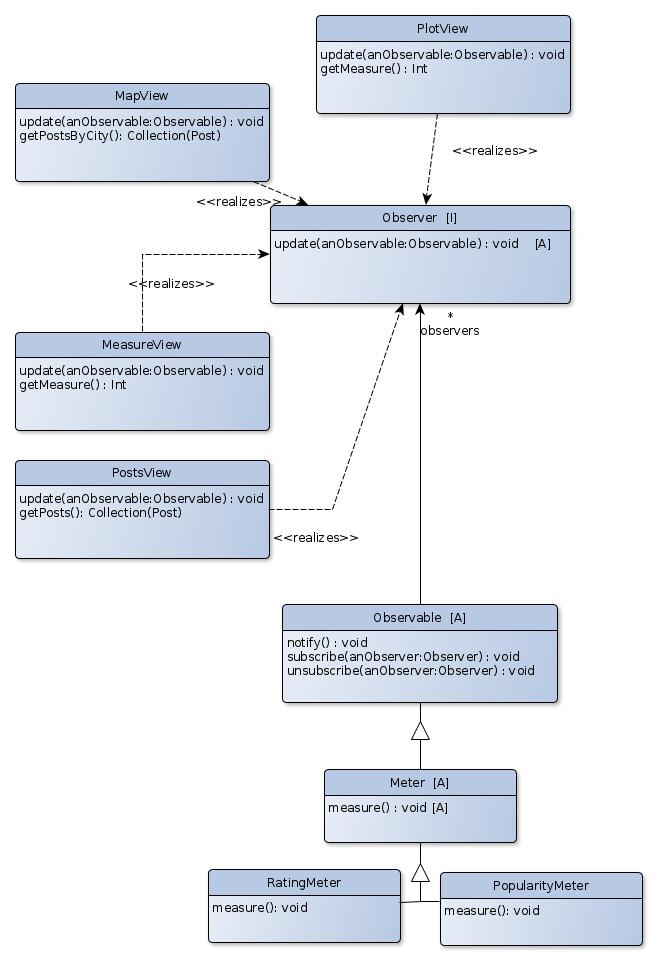 PlotView
update(anObservable:Observable) : void
getMeasure() : Int
MapView
update(anObservable:Observable) : void
getPostsByCity(): Collection(Post)
<<realizes>>
<<realizes>>
Observer [I]
update(anObservable:Observable) : void [A]
<<realizes>>
*
observers
MeasureView
update(anObservable:Observable) : void
getMeasure() : Int
PostsView
update(anObservable:Observable) : void
getPosts(): Collection(Post)
<<realizes>>
Observable [A]
notify() : void
subscribe(anObserver:Observer) : void
unsubscribe(anObserver:Observer) : void
Meter [A]
measure() : void [A]
RatingMeter
measure(): void
PopularityMeter
measure(): void